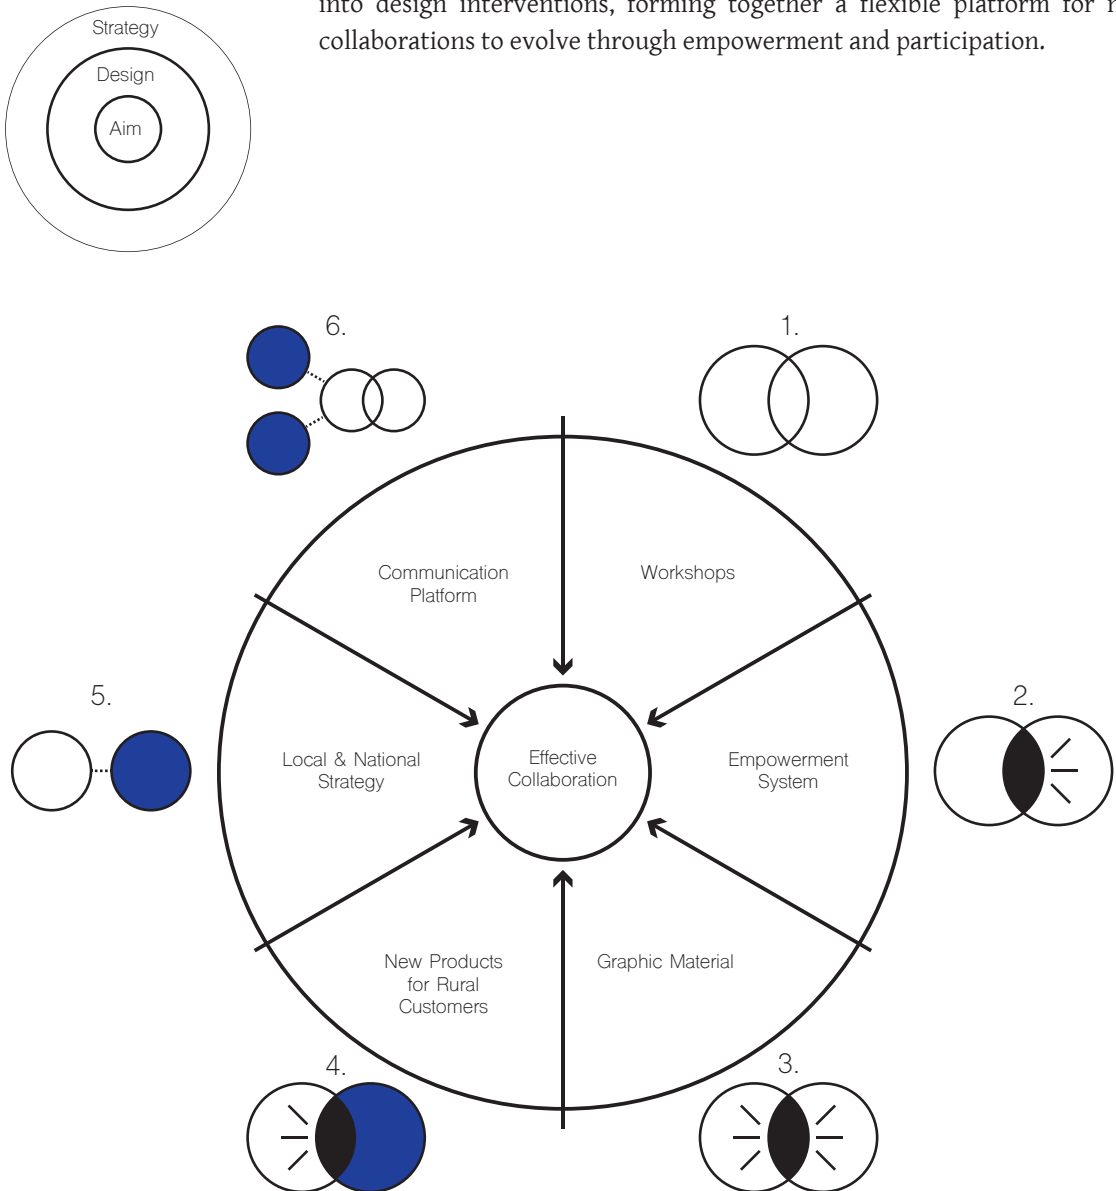 into design interventions, forming together a flexible platform for
collaborations to evolve through empowerment and participation.
Strategy
Design
Aim
6.
1.
Communication
Platform
Workshops
5.
2.
Local & National
Strategy
Effective
Collaboration
Empowerment
System
New Products
for Rural
Customers
Graphic Material
4.
3.